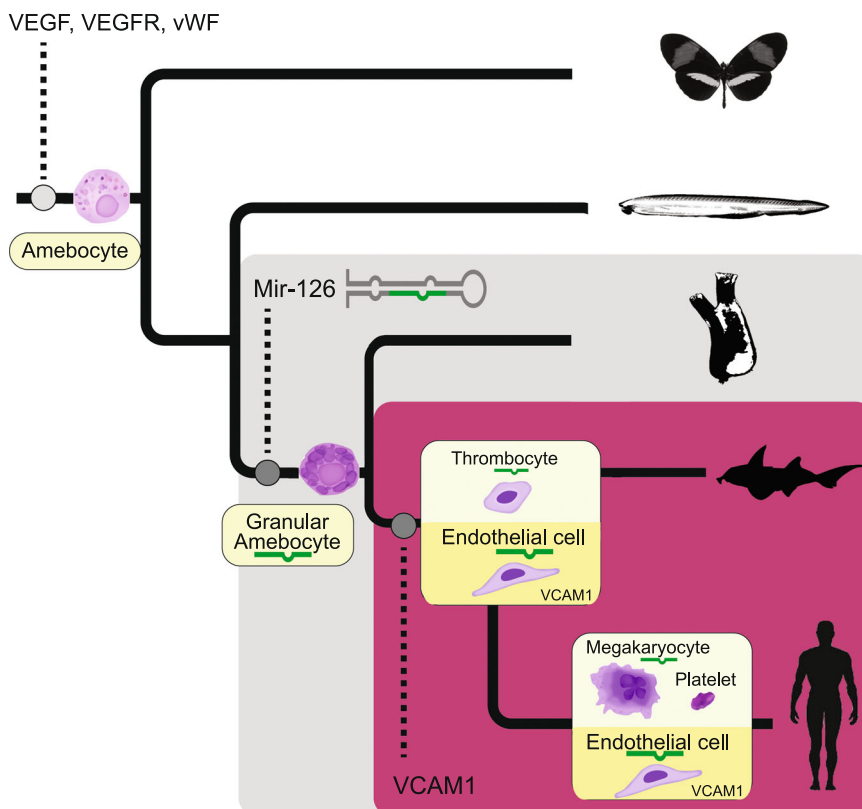 VEGF, VEGFR, vWF
Amebocyte
Mir-126
Granular
Amebocyte
Thrombocyte
Endothelial cell
VCAM1
Megakaryocyte
Platelet
Endothelial cell
VCAM1
VCAM1